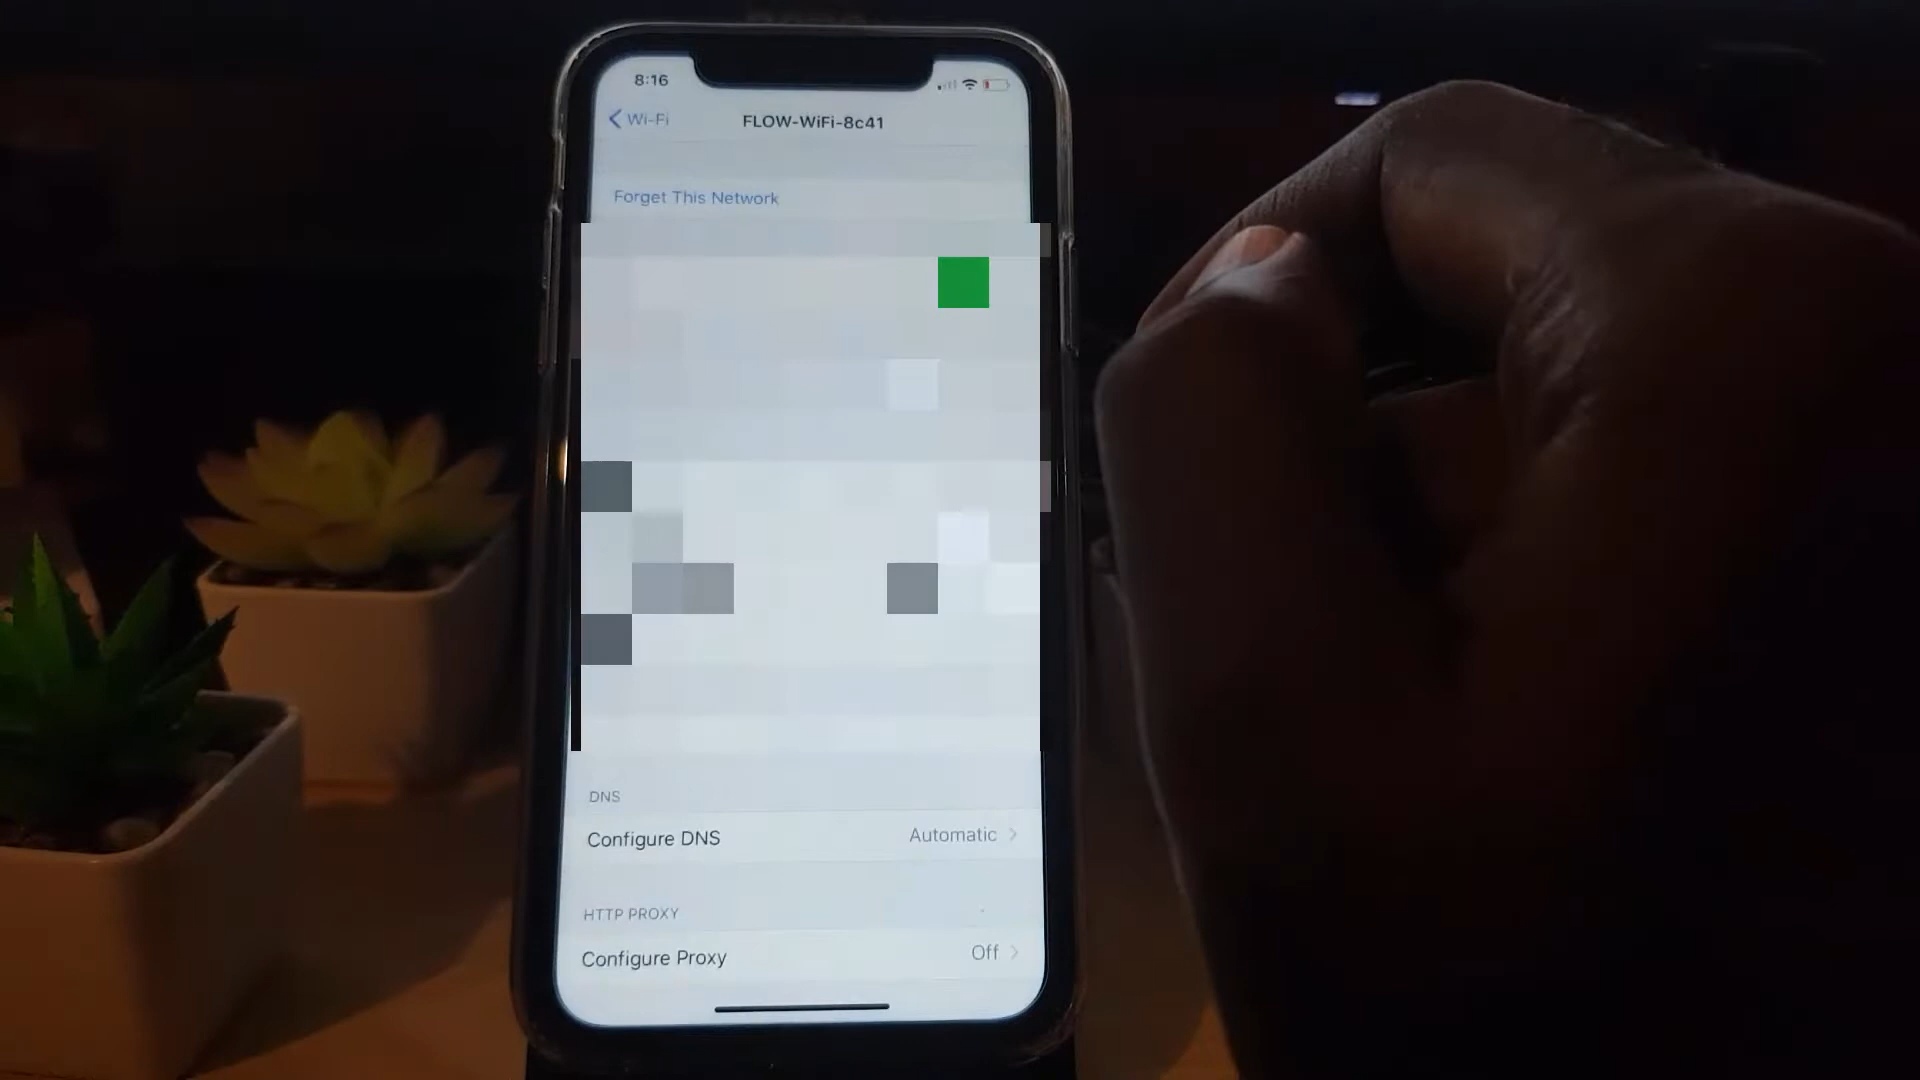 8:16
Wi-Fi
FLOW-WiFi-8c41
Forget This Network
DNS
Configure DNS Automatic
HTTP PROXY
Configure Proxy Off